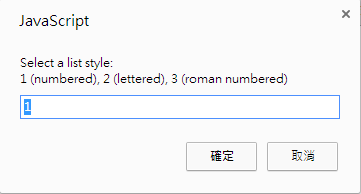 JavaScript
Select a list style:
1 (numbered), 2 (lettered), 3 (roman numbered)
1
確定
取消